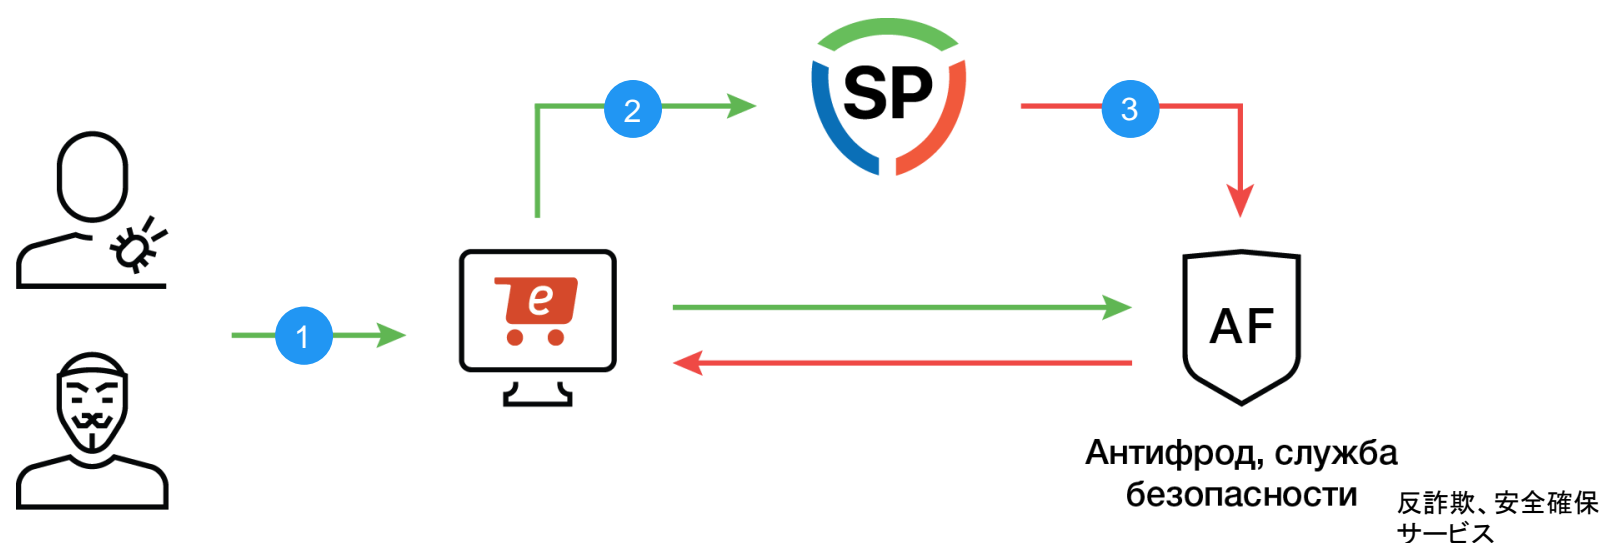 SP
2
3
1
e
AF
Антифрод, служба
безопасности
反詐欺、安全確保
サービス